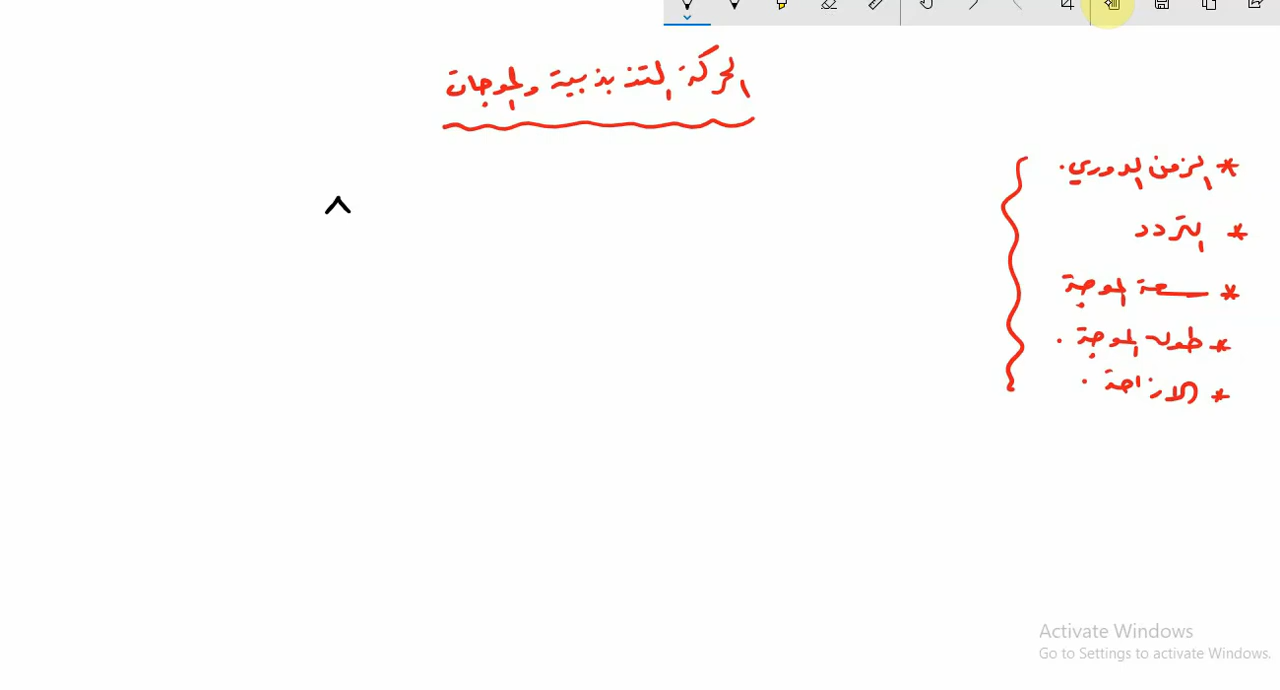 الحركة التذبذبية والموجات
* الزمن الدوري.
* التردد
* سعة الموجة
* طول الموجة.
* الازاحة.
Activate Windows
Go to Settings to activate Windows.